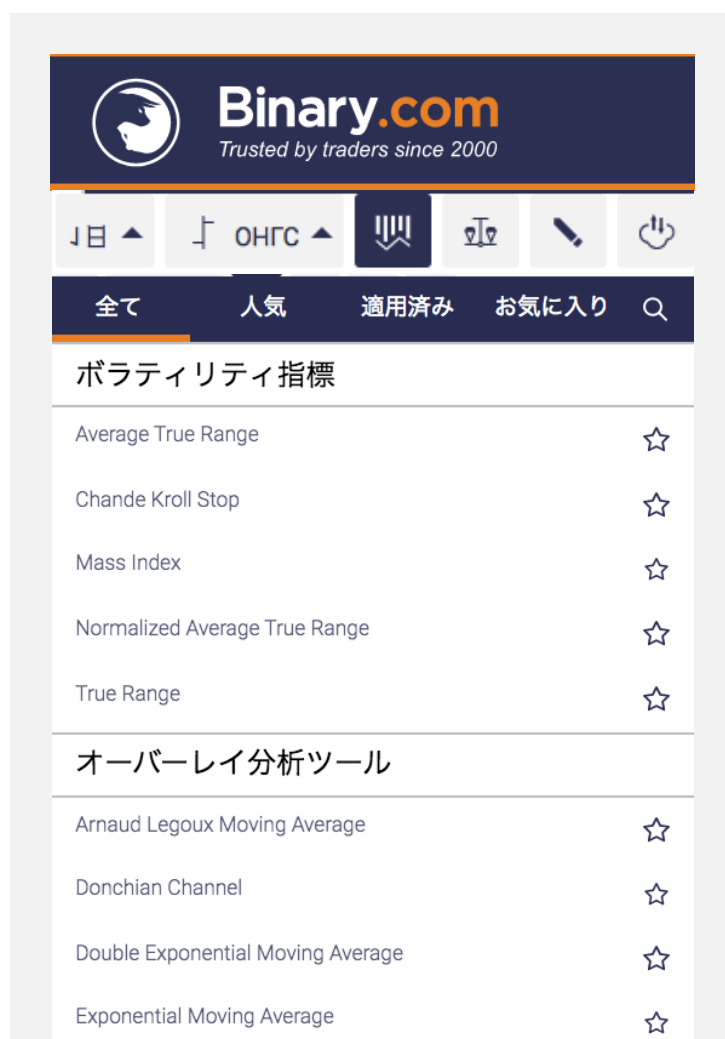 Binary.com
Trusted by traders since 2000
1日 ОНГС
全て 人気 適用済み お気に入り
ボラティリティ指標
Average True Range
Chande Kroll Stop
Mass Index
Normalized Average True Range
True Range
オーバーレイ分析ツール
Arnaud Legoux Moving Average
Donchian Channel
Double Exponential Moving Average
Exponential Moving Average